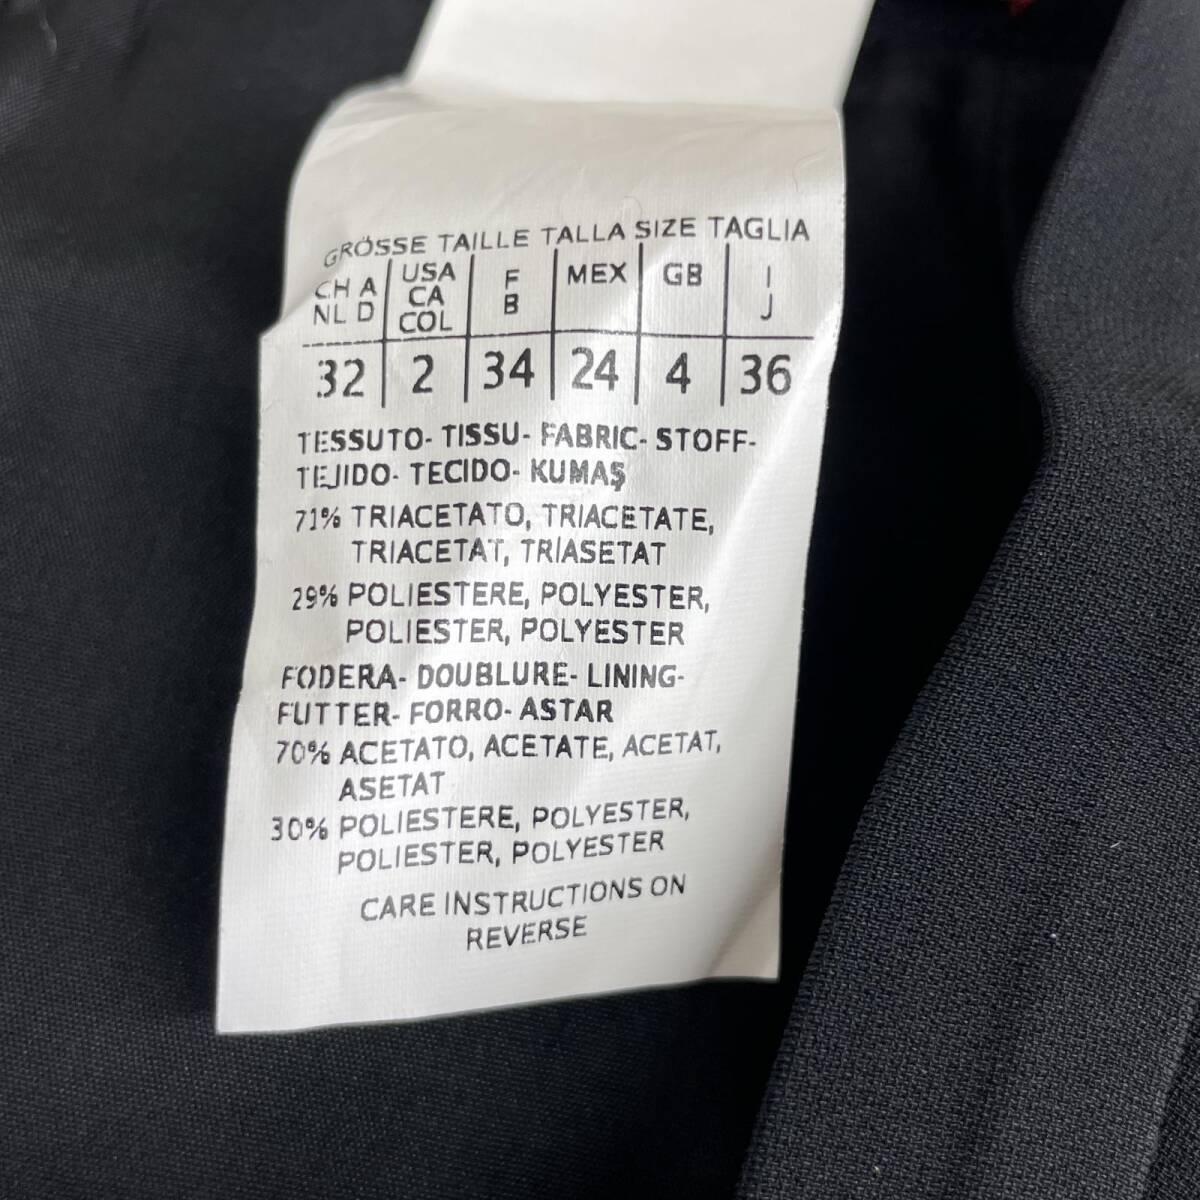 GRÖSSE TAILLE TALLA SIZE TAGLIA
CH A USA F MEX GB I
NL D CA B J
COL
32 2 34 24 4 36
TESSUTO- TISSU- FABRIC- STOFF-
TEJIDO- TECIDO- KUMAŞ
71% TRIACETATO, TRIACETATE,
TRIACETAT, TRIASETAT
29% POLIESTERE, POLYESTER,
POLIESTER, POLYESTER
FODERA- DOUBLURE- LINING-
FUTTER- FORRO- ASTAR
70% ACETATO, ACETATE, ACETAT,
ASETAT
30% POLIESTERE, POLYESTER,
POLIESTER, POLYESTER
CARE INSTRUCTIONS ON
REVERSE